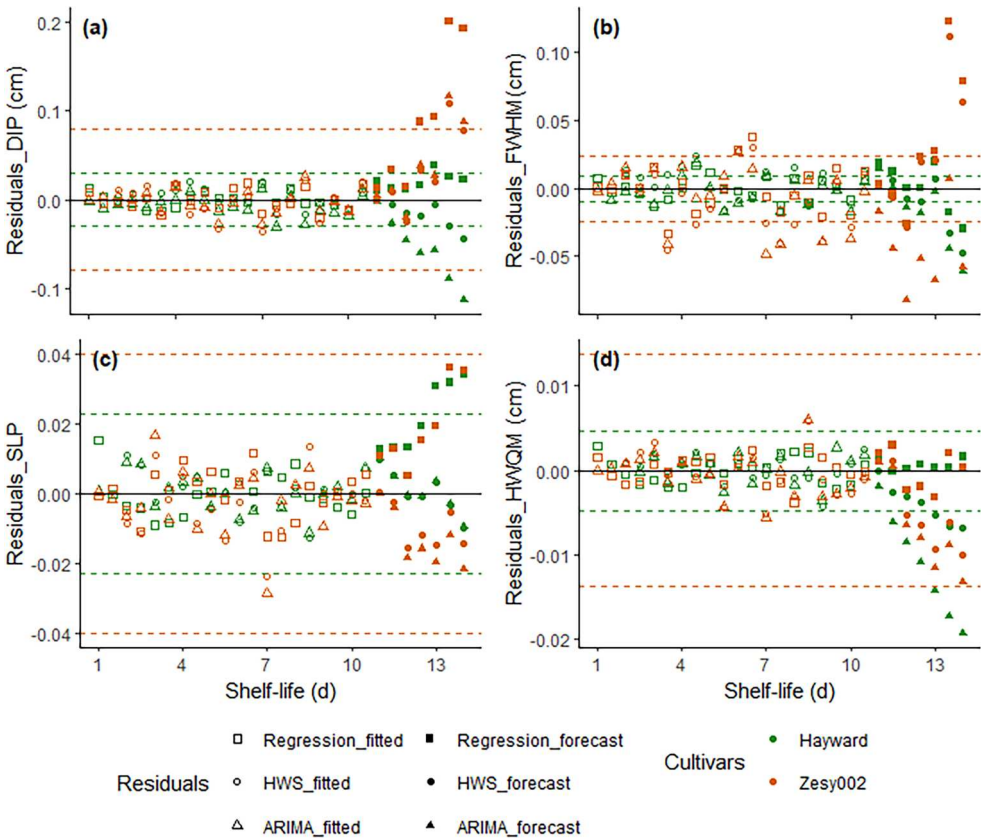 (a)
Residuals_DIP (cm)
0.2
0.1
0.0
-0.1
(b)
Residuals_FWHM (cm)
0.10
0.05
0.00
-0.05
(c)
Residuals_SLP
0.04
0.02
0.00
-0.02
-0.04
1 4 7 10 13
Shelf-life (d)
(d)
Residuals_HWQM (cm)
0.01
0.00
-0.01
-0.02
1 4 7 10 13
Shelf-life (d)
Residuals
Regression_fitted
HWS_fitted
ARIMA_fitted
Regression_forecast
HWS_forecast
ARIMA_forecast
Cultivars
Hayward
Zesy002